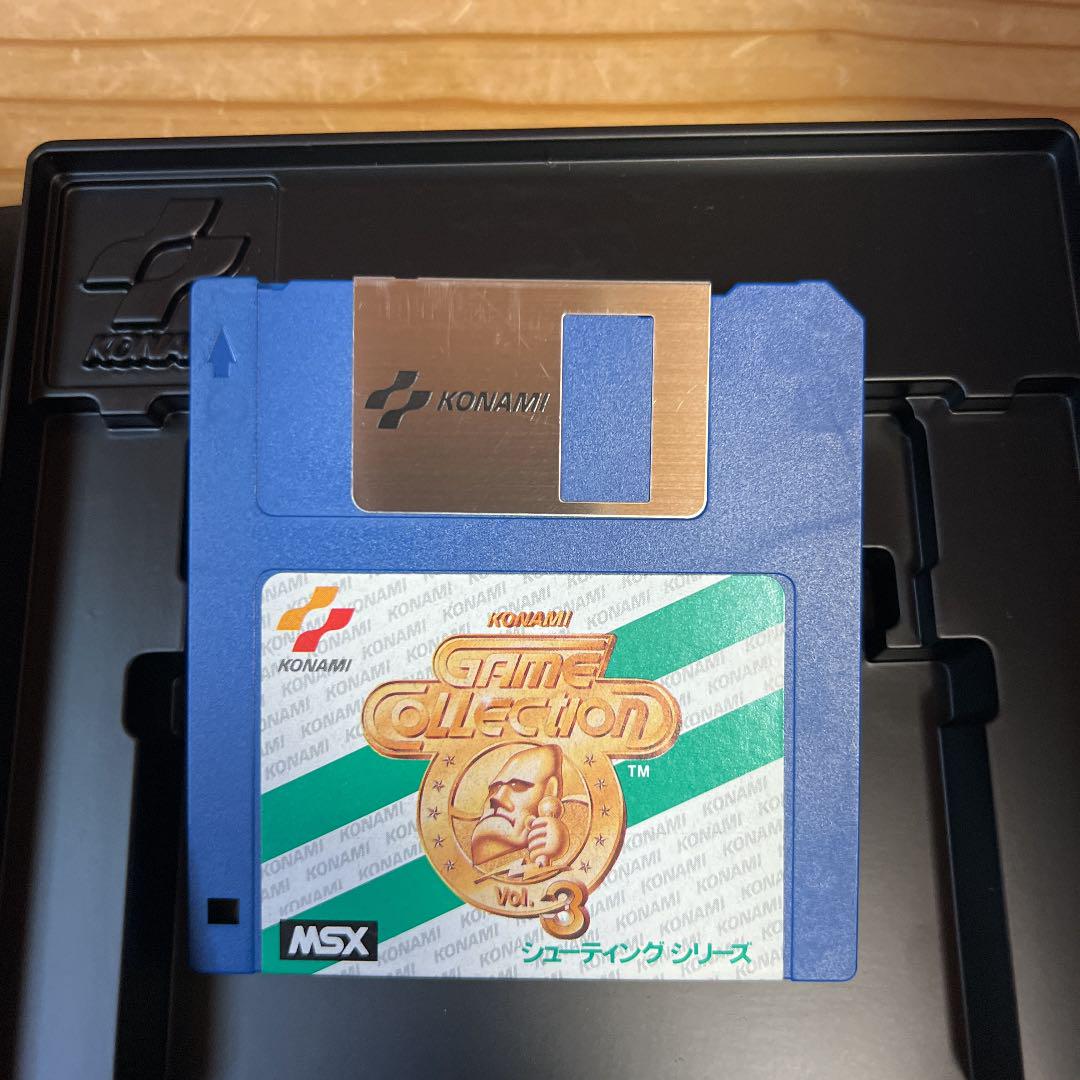 KONAMI
KONAMI
KONAMI
KONAMI
GAME
COLLECTION
TM
Vol. 3
MSX
シューティング シリーズ